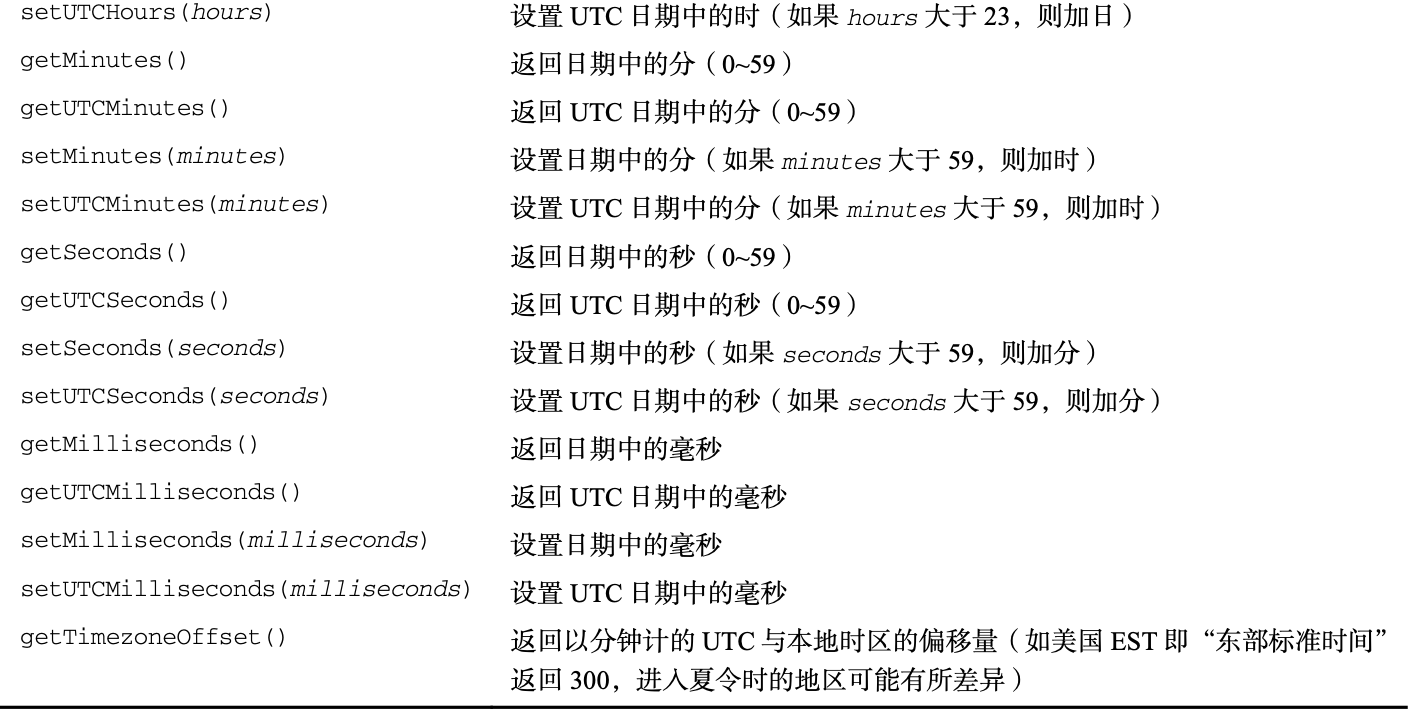 setUTCHours(hours) 设置 UTC 日期中的时（如果 hours 大于 23，则加日）
getMinutes() 返回日期中的分（0~59）
getUTCMinutes() 返回 UTC 日期中的分（0~59）
setMinutes(minutes) 设置日期中的分（如果 minutes 大于 59，则加时）
setUTCMinutes(minutes) 设置 UTC 日期中的分（如果 minutes 大于 59，则加时）
getSeconds() 返回日期中的秒（0~59）
getUTCSeconds() 返回 UTC 日期中的秒（0~59）
setSeconds(seconds) 设置日期中的秒（如果 seconds 大于 59，则加分）
setUTCSeconds(seconds) 设置 UTC 日期中的秒（如果 seconds 大于 59，则加分）
getMilliseconds() 返回日期中的毫秒
getUTCMilliseconds() 返回 UTC 日期中的毫秒
setMilliseconds(milliseconds) 设置日期中的毫秒
setUTCMilliseconds(milliseconds) 设置 UTC 日期中的毫秒
getTimezoneOffset() 返回以分钟计的 UTC 与本地时区的偏移量（如美国 EST 即“东部标准时间”
返回 300，进入夏令时的地区可能有所差异）